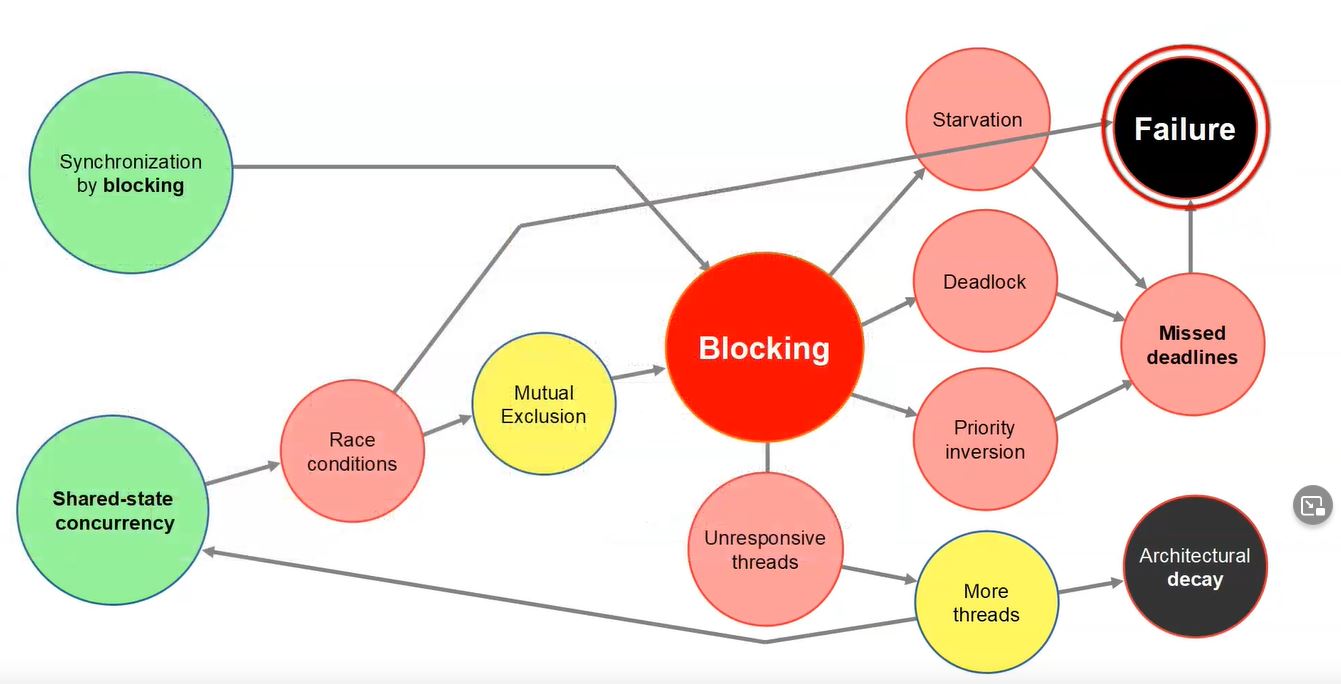 Synchronization
by blocking
Starvation
Failure
Deadlock
Blocking
Missed
deadlines
Mutual
Exclusion
Race
conditions
Priority
inversion
Shared-state
concurrency
Unresponsive
threads
More
threads
Architectural
decay